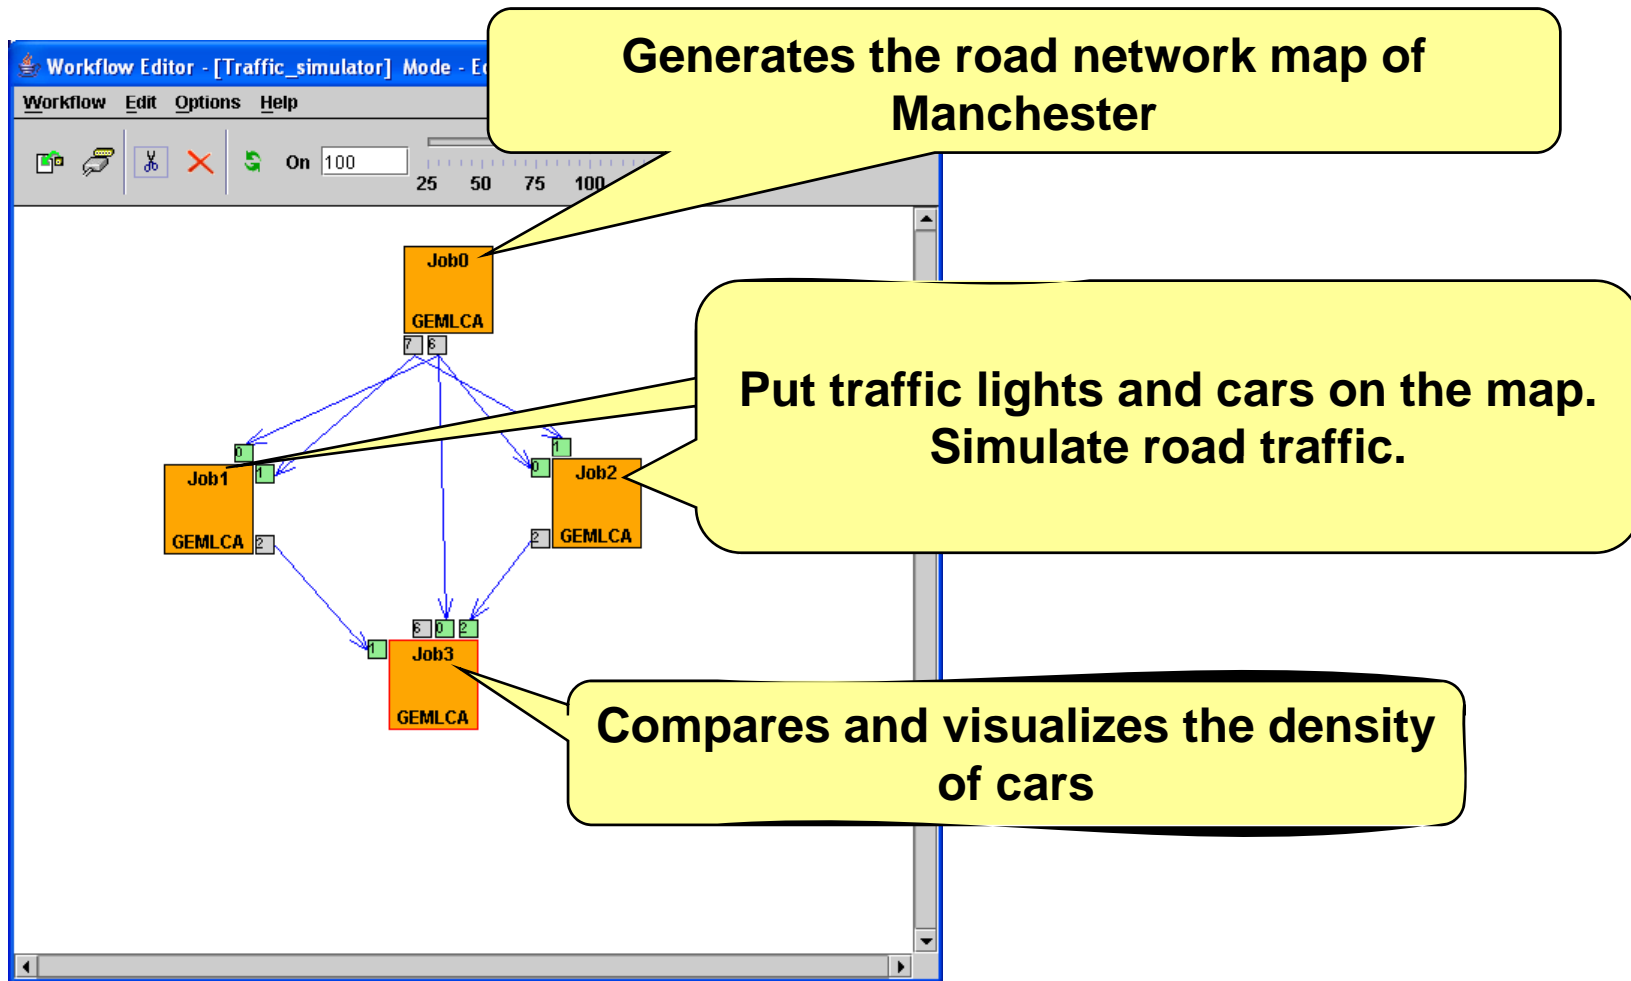 Workflow Editor - [Traffic_simulator] Mode - Ed
Generates the road network map of
Manchester
Workflow Edit Options Help
On 100
25 50 75 100
Job0
GEMLCA
7 6
Put traffic lights and cars on the map.
Simulate road traffic.
0 1
Job1
GEMLCA
2
1
0
Job2
GEMLCA
2
6 0 2
1
Job3
GEMLCA
Compares and visualizes the density
of cars